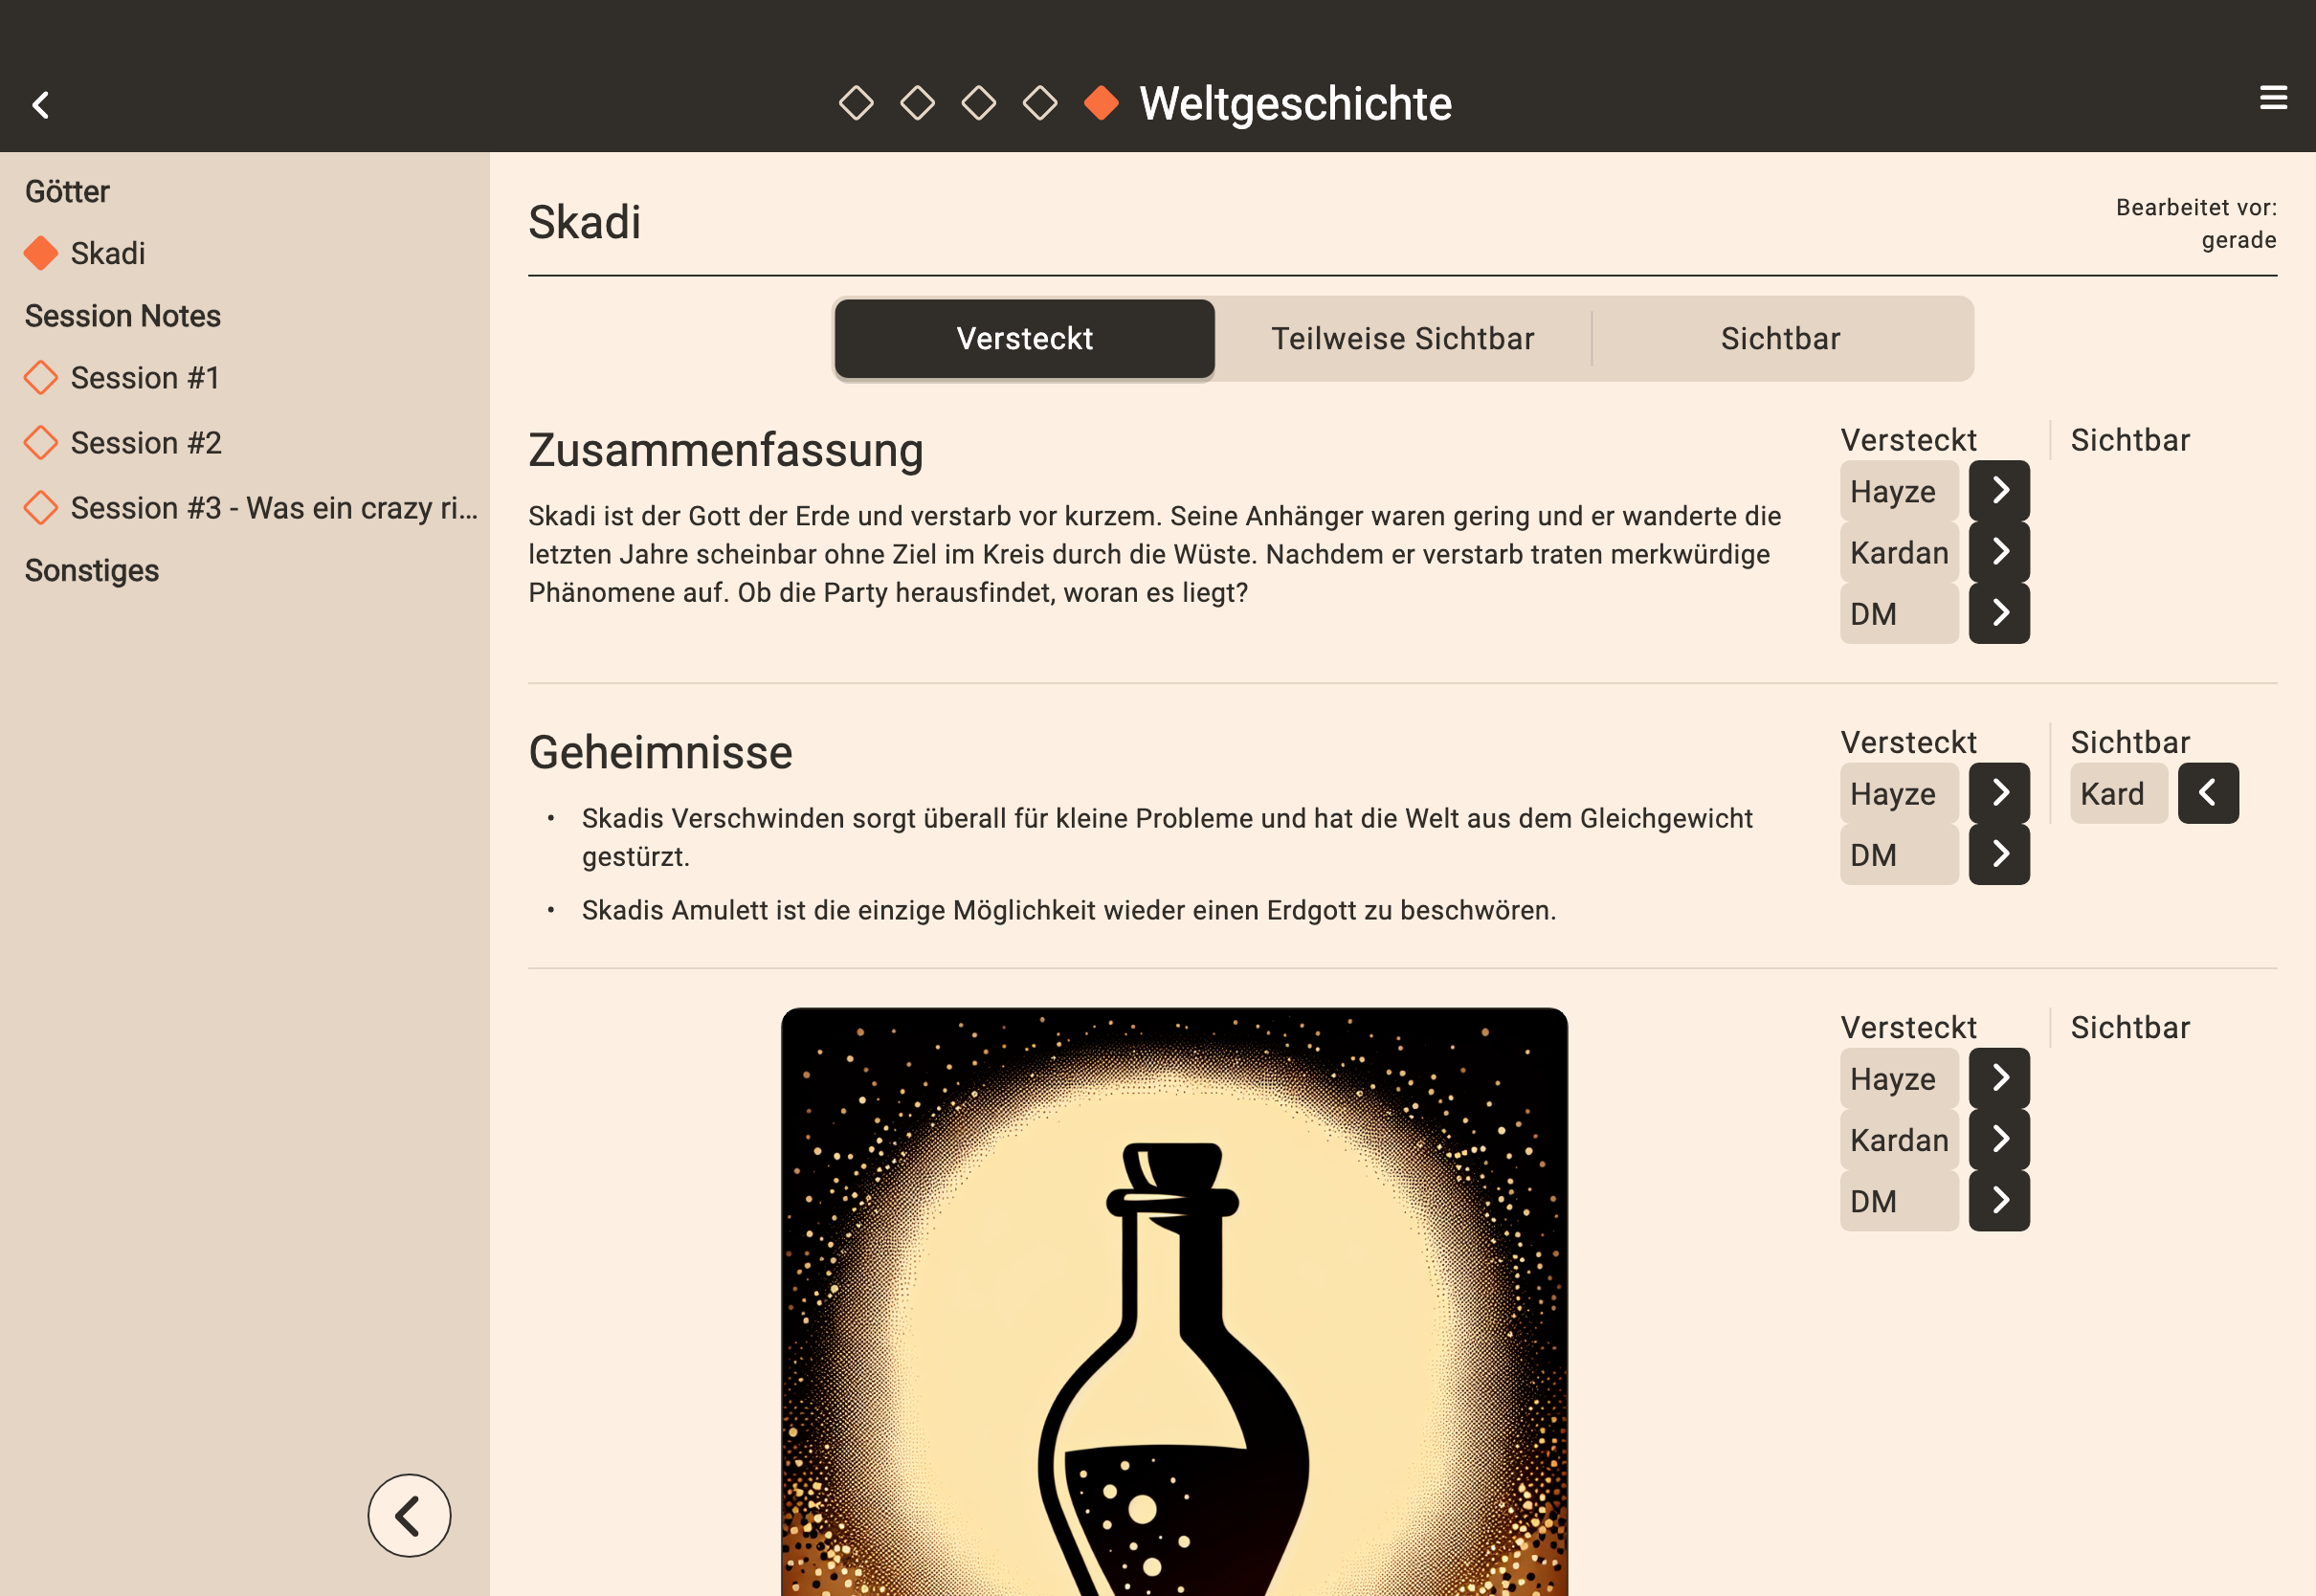 Weltgeschichte
Götter
Skadi
Session Notes
Session #1
Session #2
Session #3 - Was ein crazy ri...
Sonstiges
Skadi
Bearbeitet vor:
gerade
Versteckt
Teilweise Sichtbar
Sichtbar
Zusammenfassung
Skadi ist der Gott der Erde und verstarb vor kurzem. Seine Anhänger waren gering und er wanderte die
letzten Jahre scheinbar ohne Ziel im Kreis durch die Wüste. Nachdem er verstarb traten merkwürdige
Phänomene auf. Ob die Party herausfindet, woran es liegt?
Versteckt
Hayze
Kardan
DM
Sichtbar
Geheimnisse
• Skadis Verschwinden sorgt überall für kleine Probleme und hat die Welt aus dem Gleichgewicht
gestürzt.
• Skadis Amulett ist die einzige Möglichkeit wieder einen Erdgott zu beschwören.
Versteckt
Hayze
DM
Sichtbar
Kard
Versteckt
Hayze
Kardan
DM
Sichtbar